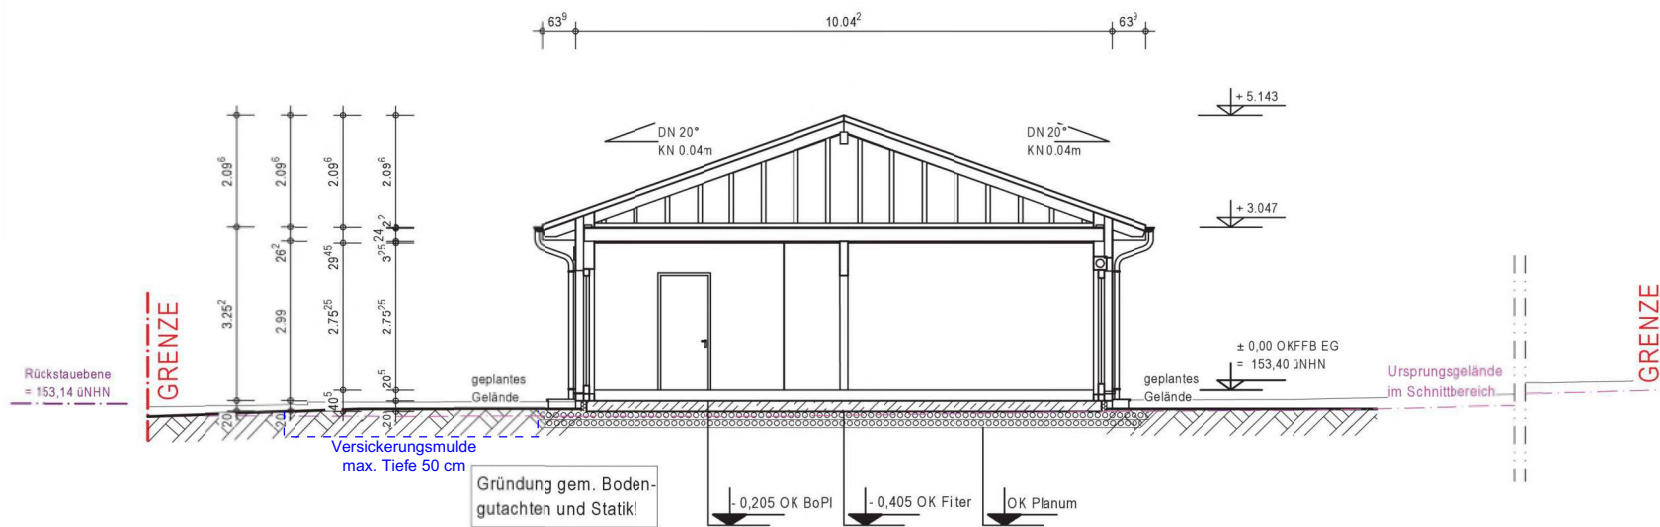 63⁹ 10.04² 63⁹
+ 5.143
DN 20°
KN 0.04m
DN 20°
KN 0.04m
2.09⁶ 2.09⁶ 2.09⁶ 2.09⁶
+ 3.047
3.25² 26² 2.99 29⁴⁵ 2.75²⁵ 24 2.75²⁵
20⁵
40⁵
20 20 20
GRENZE
GRENZE
Rückstauebene
= 153,14 üNHN
geplantes
Gelände
geplantes
Gelände
± 0,00 OKFFB EG
= 153,40 üNHN
Ursprungsgelände
im Schnittbereich
Versickerungsmulde
max. Tiefe 50 cm
Gründung gem. Boden-
gutachten und Statik!
- 0,205 OK BoPl
- 0,405 OK Fiter
OK Planum